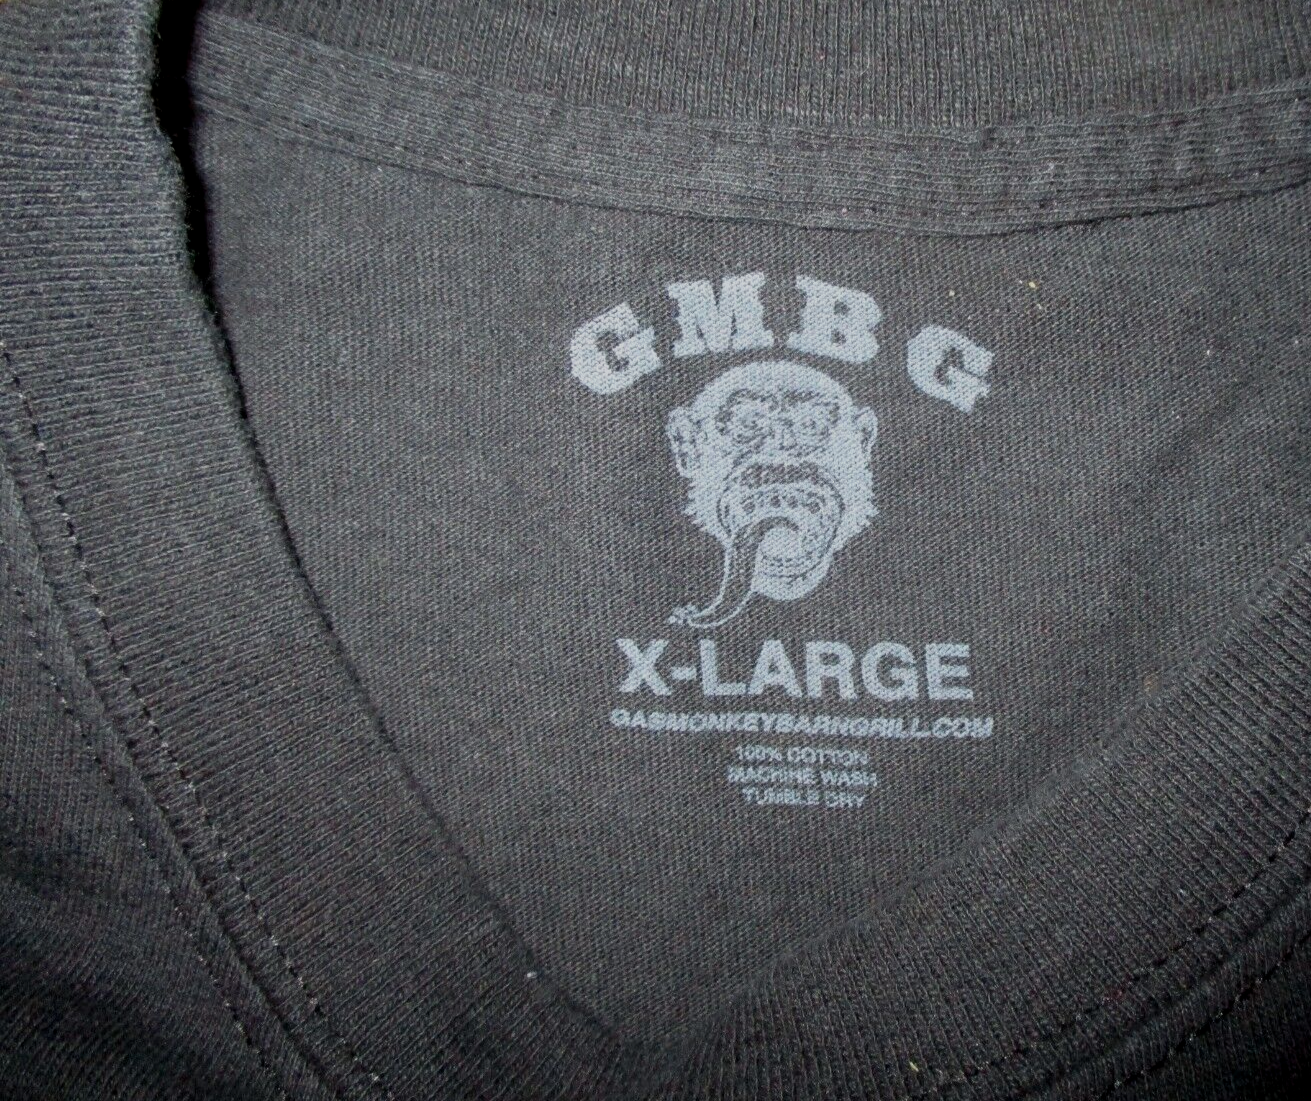 GMBG
X-LARGE
GASMONKEYBARNGRILL.COM
100% COTTON
MACHINE WASH
TUMBLE DRY